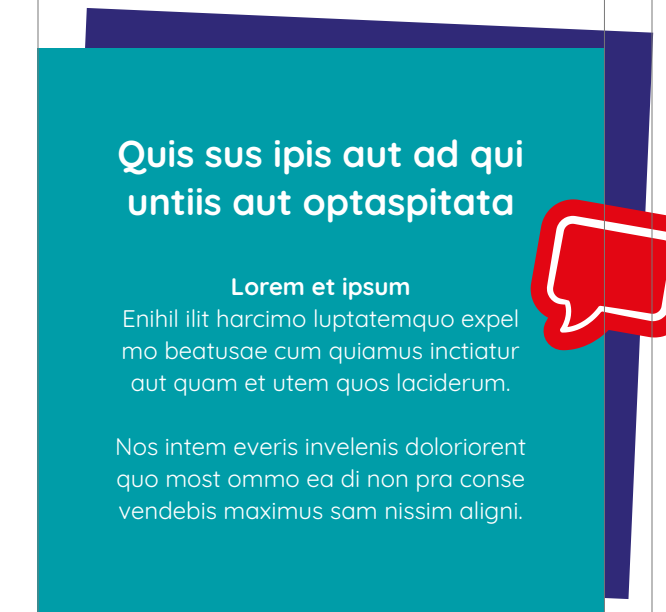 Quis sus ipis aut ad qui
untiis aut optaspitata
Lorem et ipsum
Enihil ilit harcimo luptatemquo expel
mo beatusae cum quiamus inctiatur
aut quam et utem quos laciderum.
Nos intem everis invelenis doloriorent
quo most ommo ea di non pra conse
vendebis maximus sam nissim aligni.